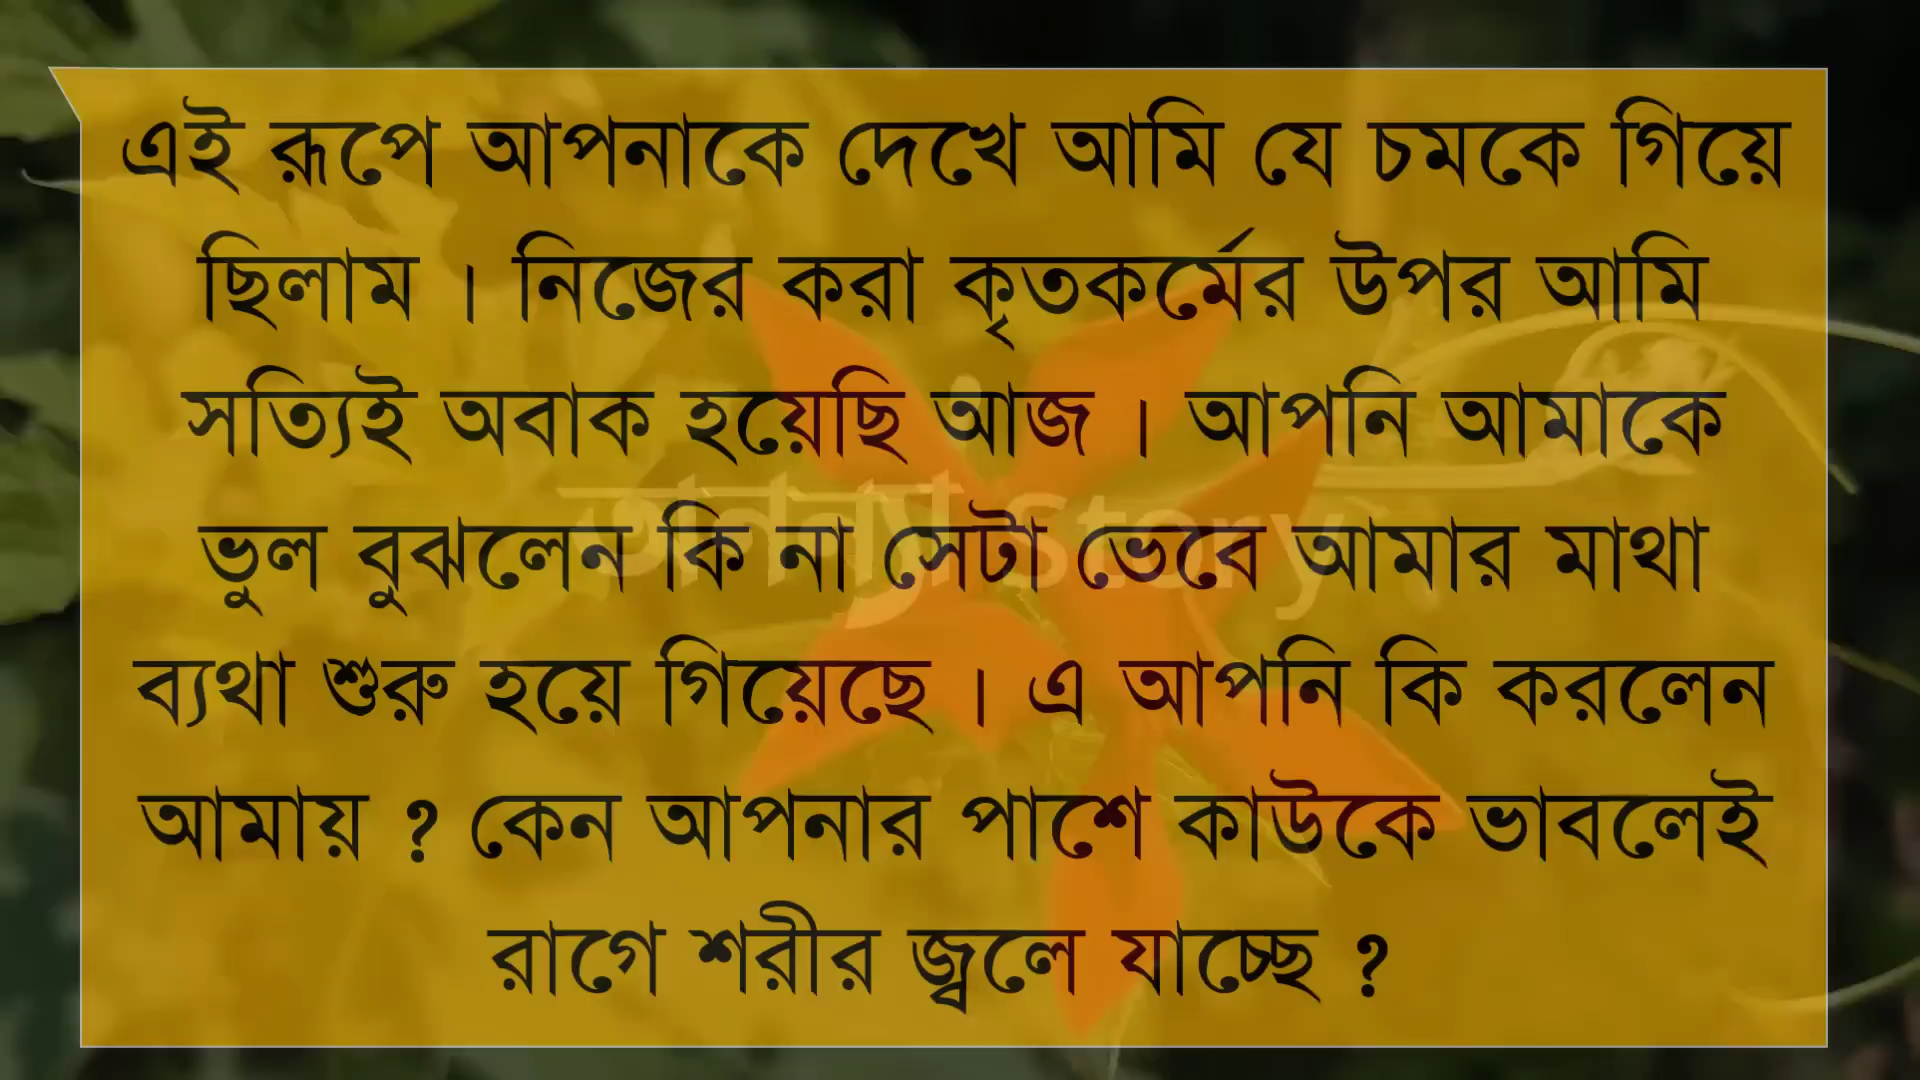 এই রূপে আপনাকে দেখে আমি যে চমকে গিয়ে
ছিলাম । নিজের করা কৃতকর্মের উপর আমি
সত্যিই অবাক হয়েছি আজ । আপনি আমাকে
ভুল বুঝলেন কি না সেটা ভেবে আমার মাথা
ব্যথা শুরু হয়ে গিয়েছে । এ আপনি কি করলেন
আমায় ? কেন আপনার পাশে কাউকে ভাবলেই
রাগে শরীর জ্বলে যাচ্ছে ?
Story